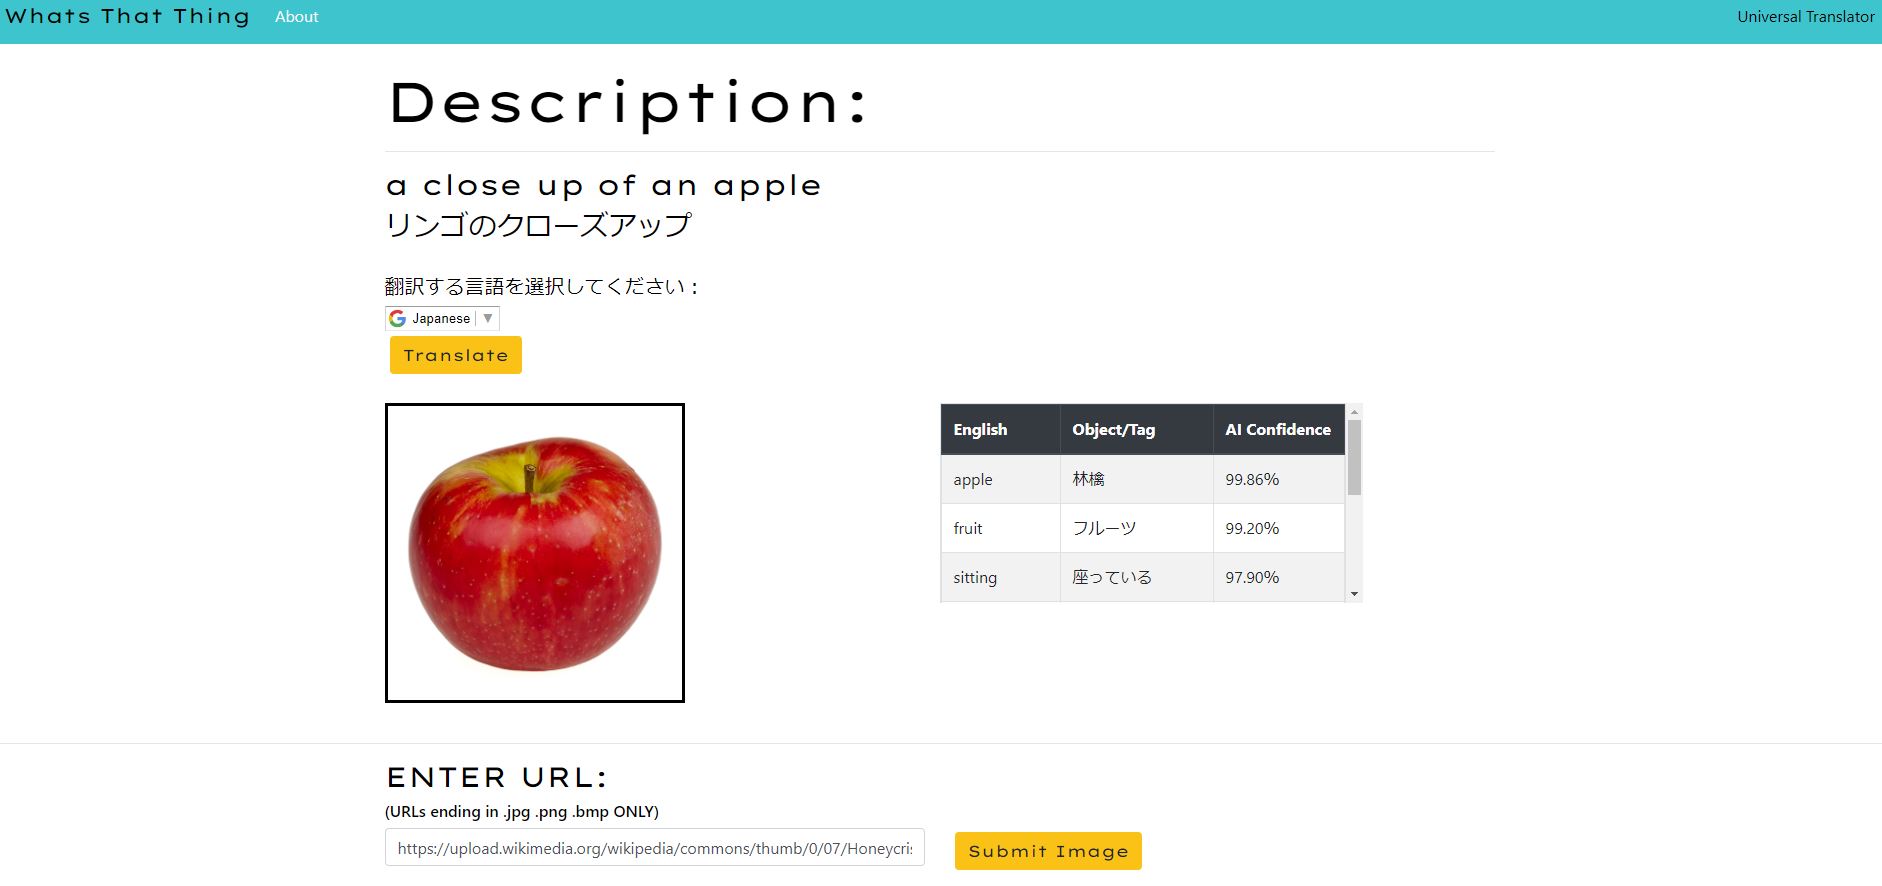 Whats That Thing About Universal Translator
Description:
a close up of an apple
リンゴのクローズアップ
翻訳する言語を選択してください：
Japanese ▼
Translate
English Object/Tag AI Confidence
apple 林檎 99.86%
fruit フルーツ 99.20%
sitting 座っている 97.90%
ENTER URL:
(URLs ending in .jpg .png .bmp ONLY)
https://upload.wikimedia.org/wikipedia/commons/thumb/0/07/Honeycris
Submit Image